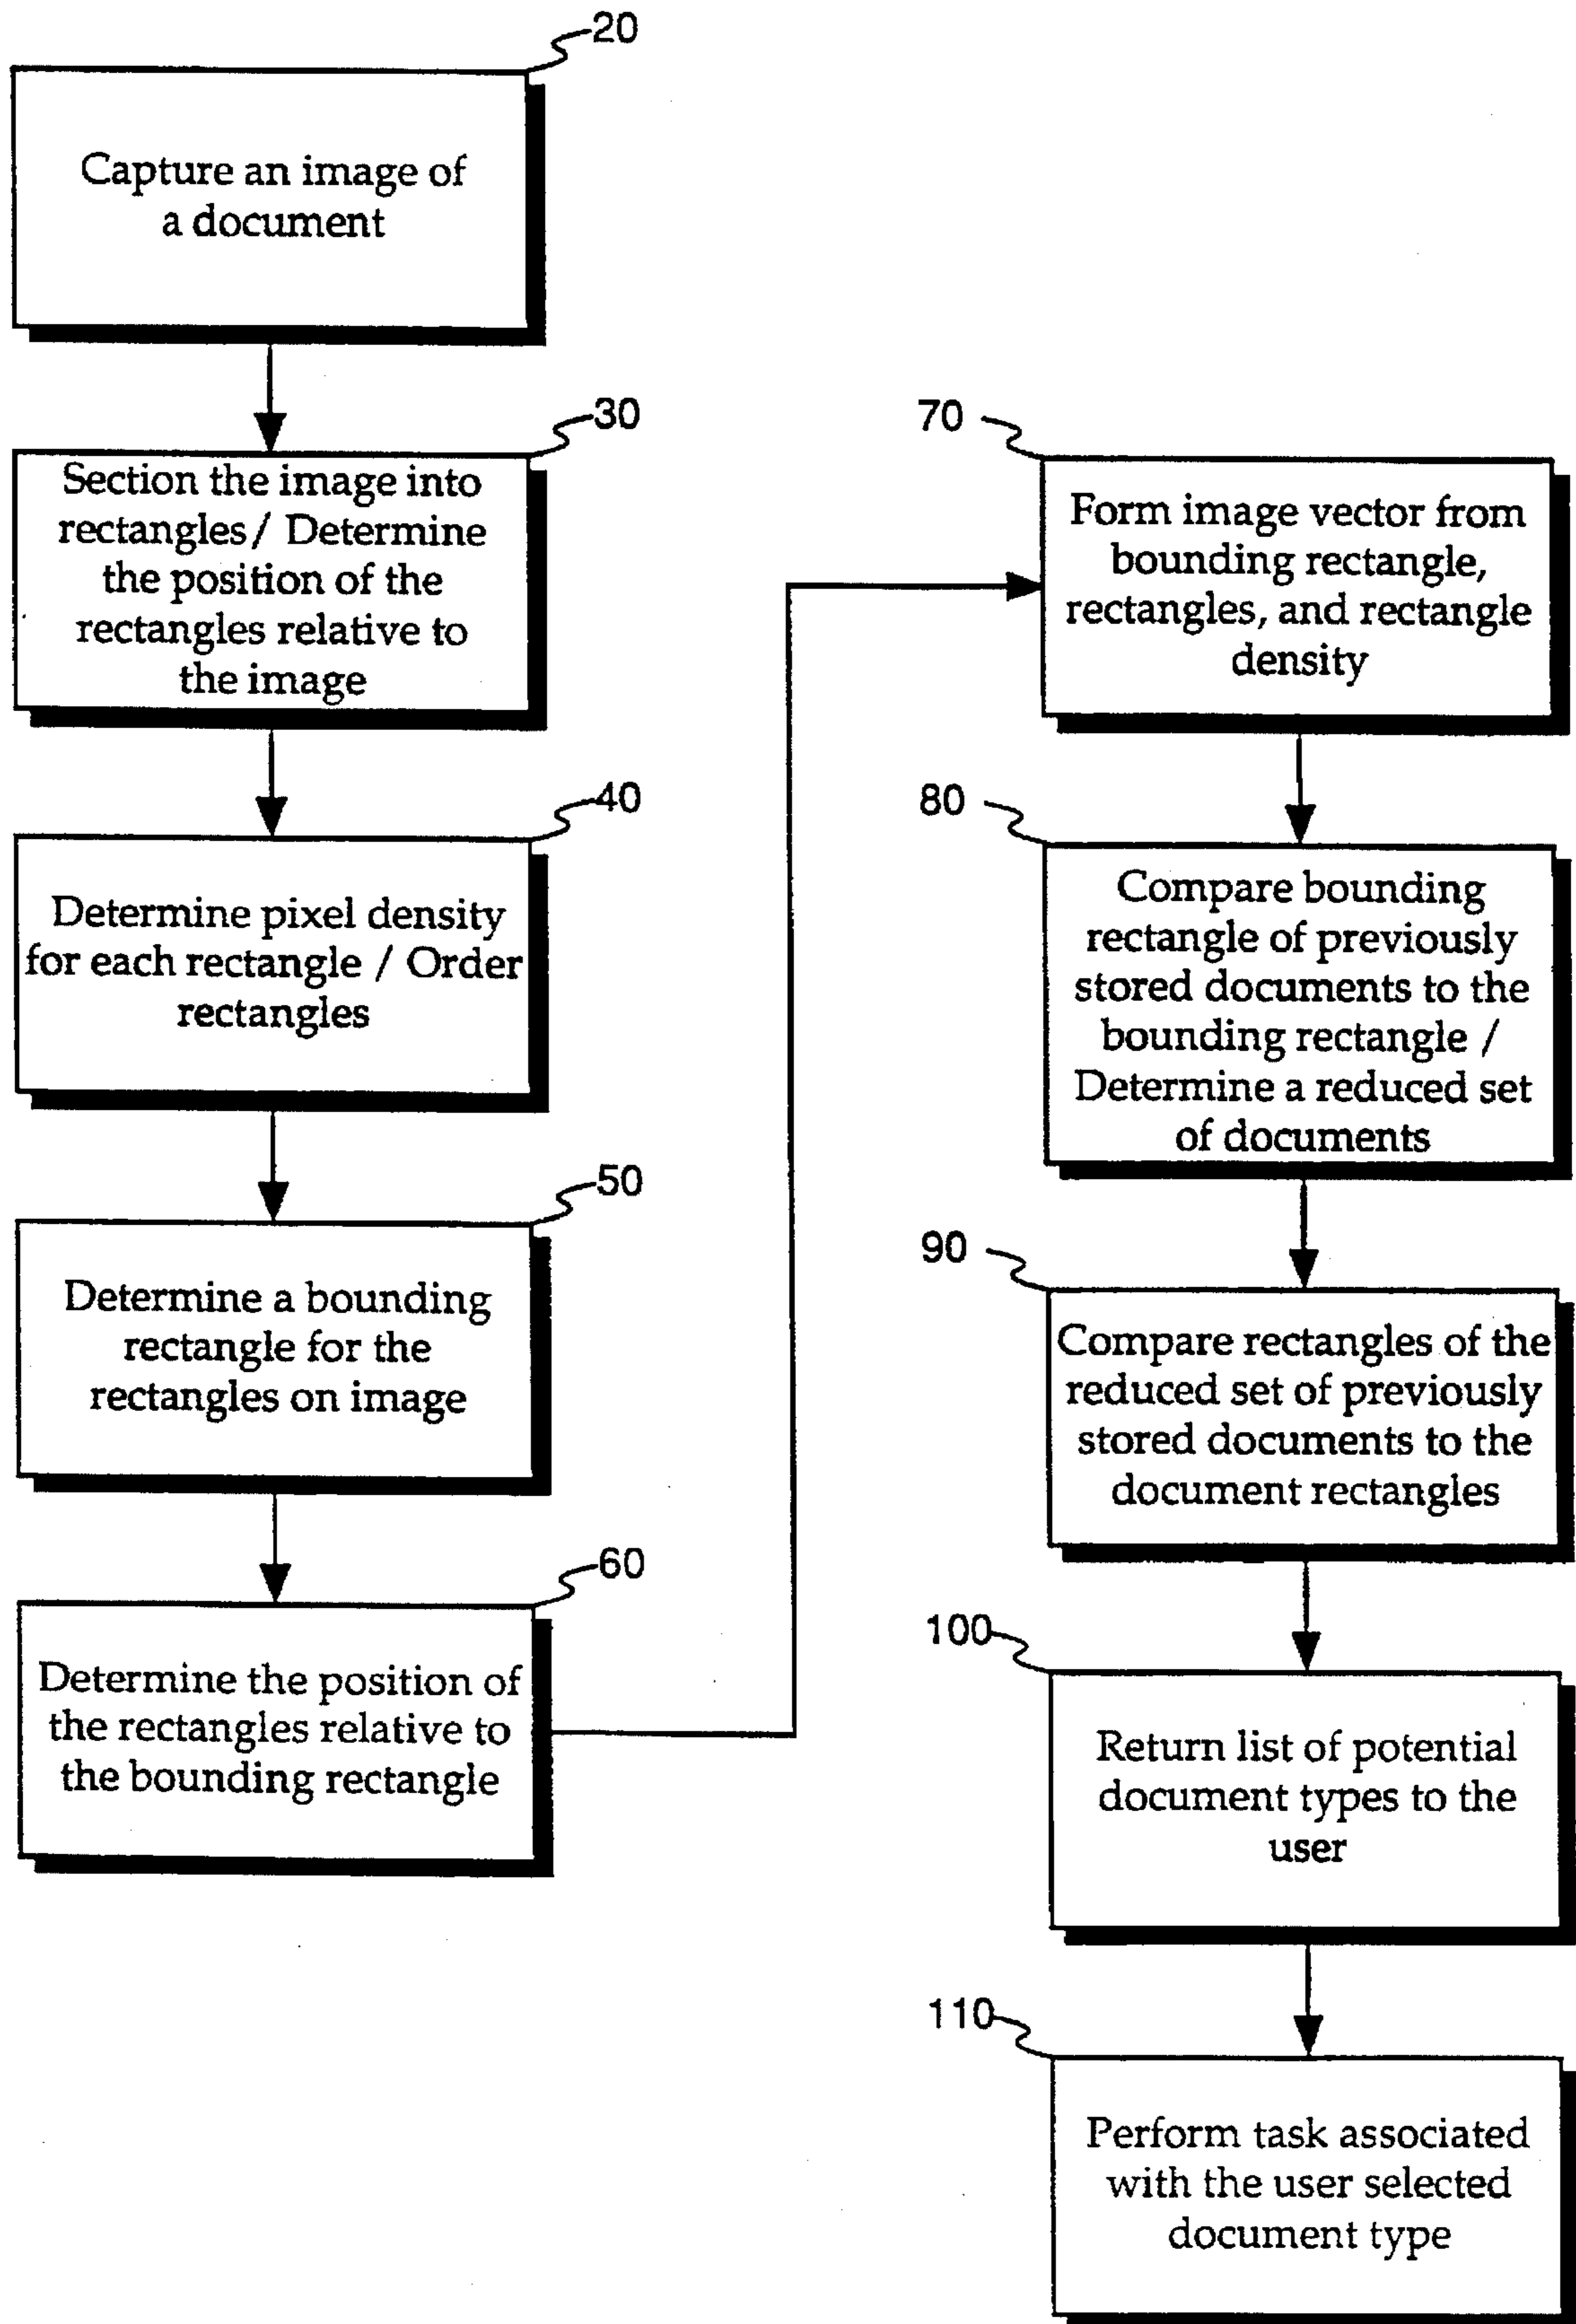 20
Capture an image of
a document
30
Section the image into
rectangles/ Determine
the position of the
rectangles relative to
the image
40
Determine pixel density
for each rectangle / Order
rectangles
50
Determine a bounding
rectangle for the
rectangles on image
60
Determine the position of
the rectangles relative to
the bounding rectangle
70
Form image vector from
bounding rectangle,
rectangles, and rectangle
density
80
Compare bounding
rectangle of previously
stored documents to the
bounding rectangle /
Determine a reduced set
of documents
90
Compare rectangles of the
reduced set of previously
stored documents to the
document rectangles
100
Return list of potential
document types to the
user
110
Perform task associated
with the user selected
document type